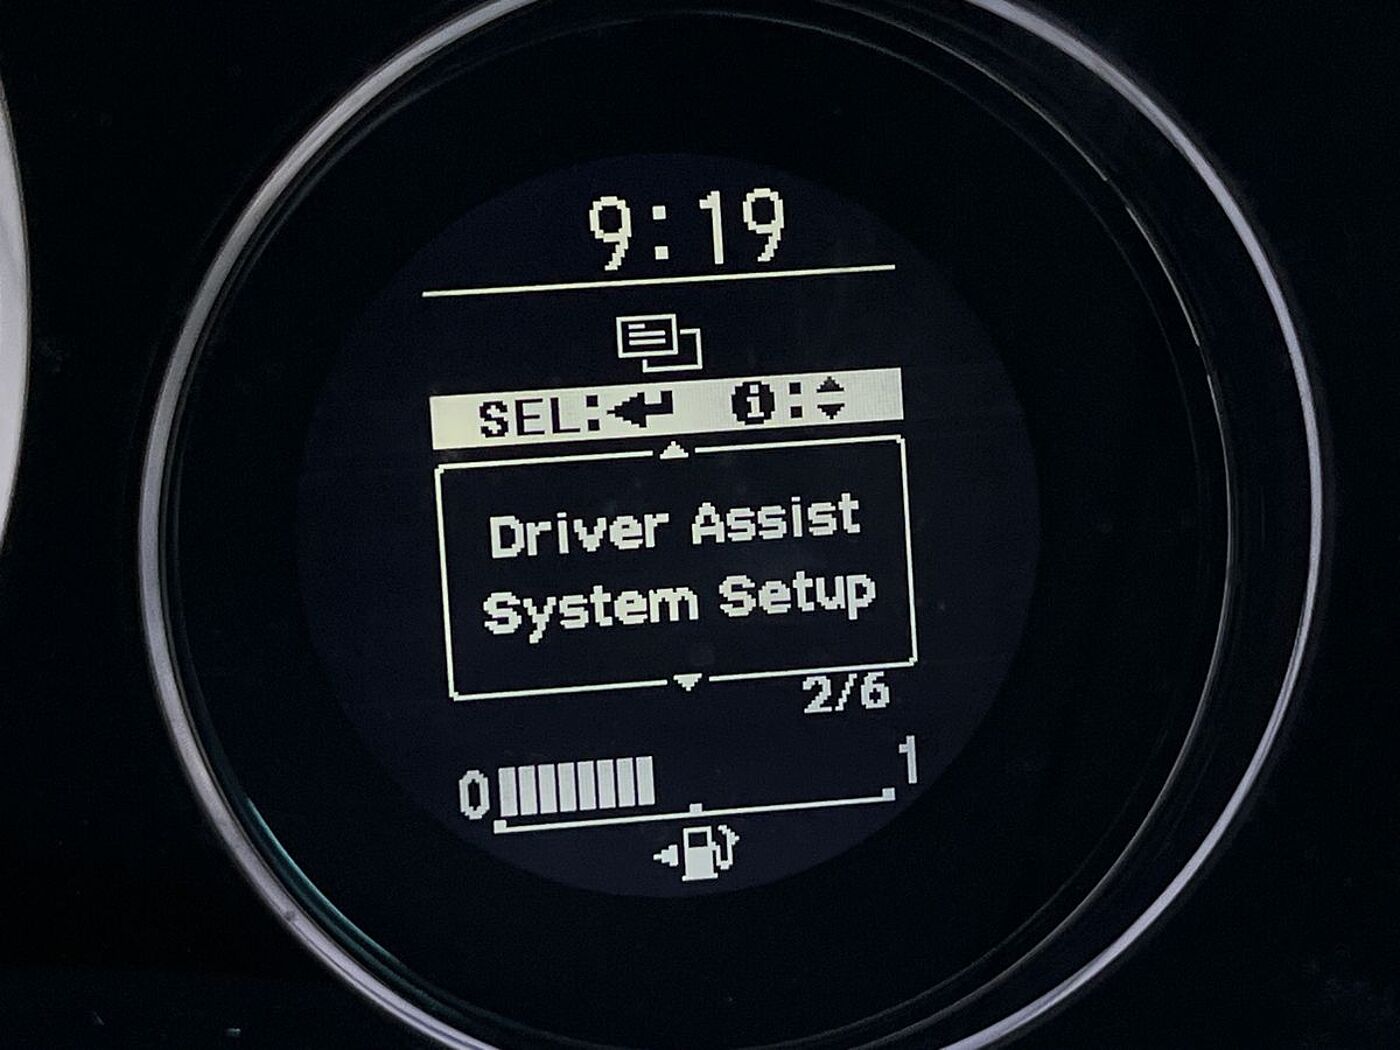 9:19
SEL: i:
Driver Assist
System Setup
2/6
0 1